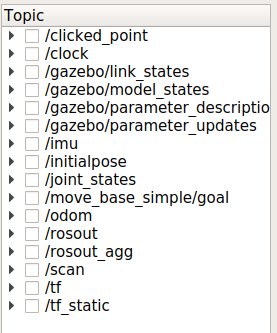 Topic
/clicked_point
/clock
/gazebo/link_states
/gazebo/model_states
/gazebo/parameter_descriptio
/gazebo/parameter_updates
/imu
/initialpose
/joint_states
/move_base_simple/goal
/odom
/rosout
/rosout_agg
/scan
/tf
/tf_static